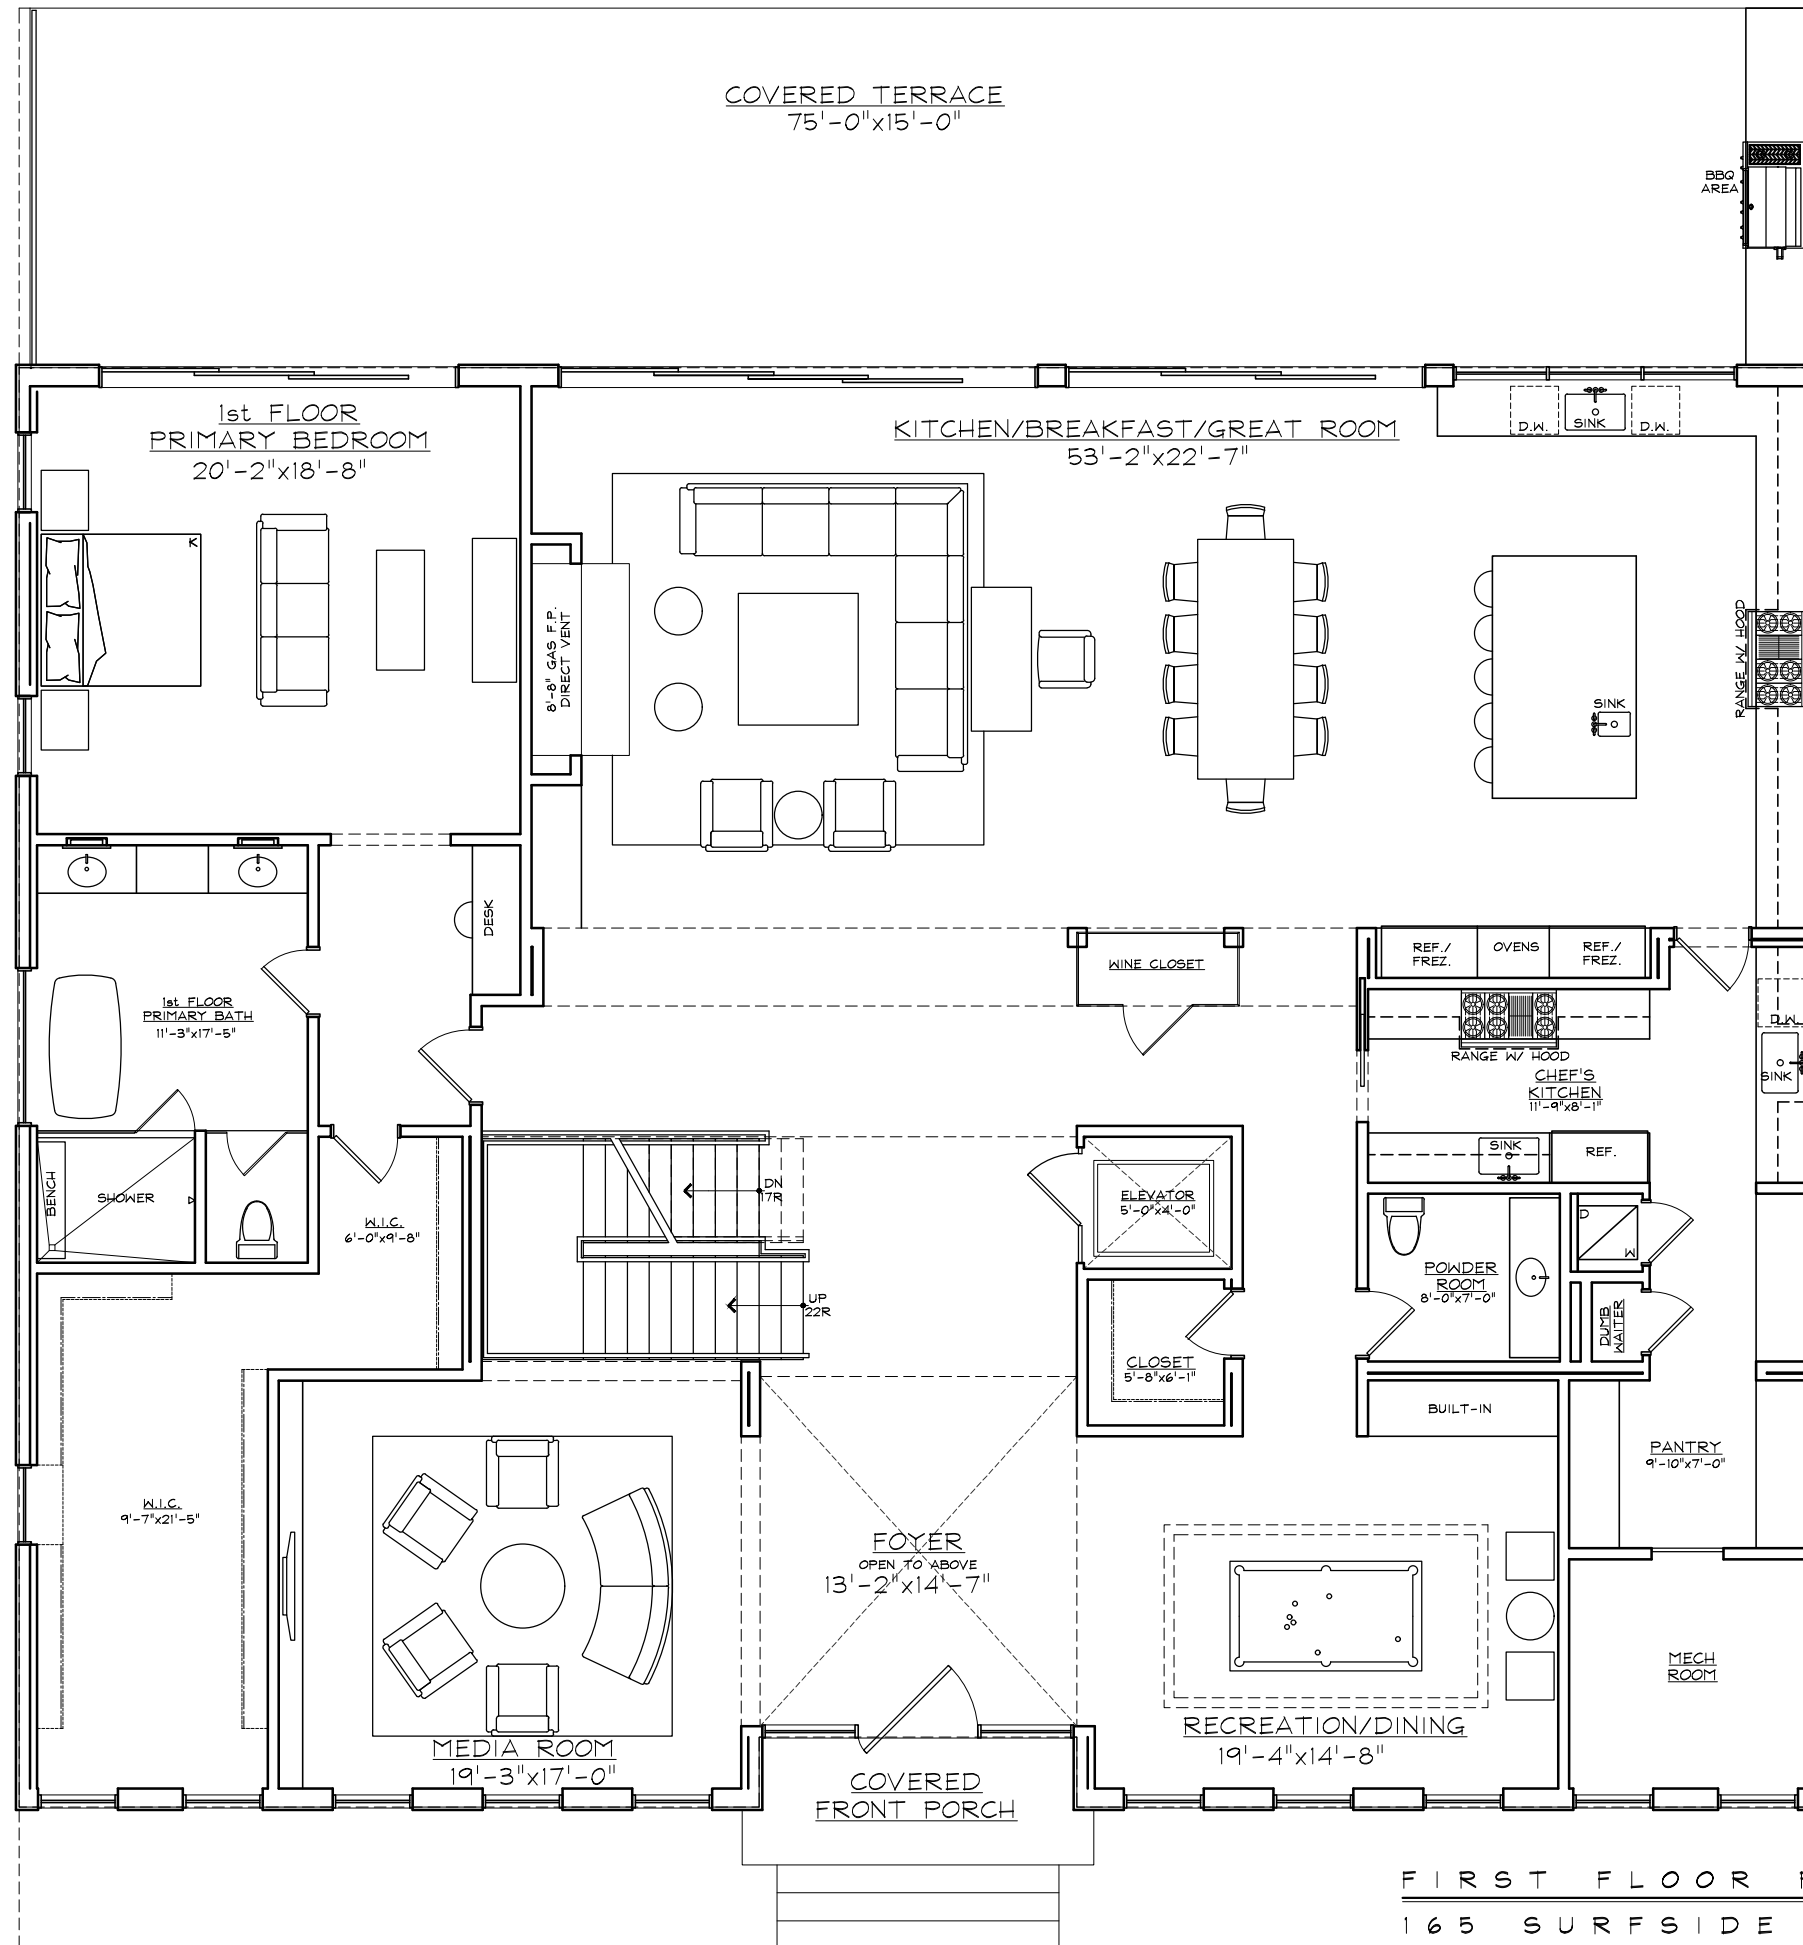 COVERED TERRACE
75'-0"x15'-0"
BBQ
AREA
1st FLOOR
PRIMARY BEDROOM
20'-2"x18'-8"
K
KITCHEN/BREAKFAST/GREAT ROOM
53'-2"x22'-7"
D.W.
SINK
D.W.
8'-8" GAS F.P.
DIRECT VENT
SINK
RANGE W/ HOOD
DESK
1st FLOOR
PRIMARY BATH
11'-3"x17'-5"
WINE CLOSET
REF./
FREZ.
OVENS
REF./
FREZ.
RANGE W/ HOOD
CHEF'S
KITCHEN
11'-9"x8'-1"
D.W.
SINK
SINK
REF.
BENCH
SHOWER
W.I.C.
6'-0"x9'-8"
DN
17R
UP
22R
ELEVATOR
5'-0"x4'-0"
CLOSET
5'-8"x6'-1"
POWDER
ROOM
8'-0"x7'-0"
D
W
DUMB
WAITER
BUILT-IN
PANTRY
9'-10"x7'-0"
W.I.C.
9'-7"x21'-5"
FOYER
OPEN TO ABOVE
13'-2"x14'-7"
MECH
ROOM
MEDIA ROOM
19'-3"x17'-0"
RECREATION/DINING
19'-4"x14'-8"
COVERED
FRONT PORCH
FIRST FLOOR
165 SURFSIDE